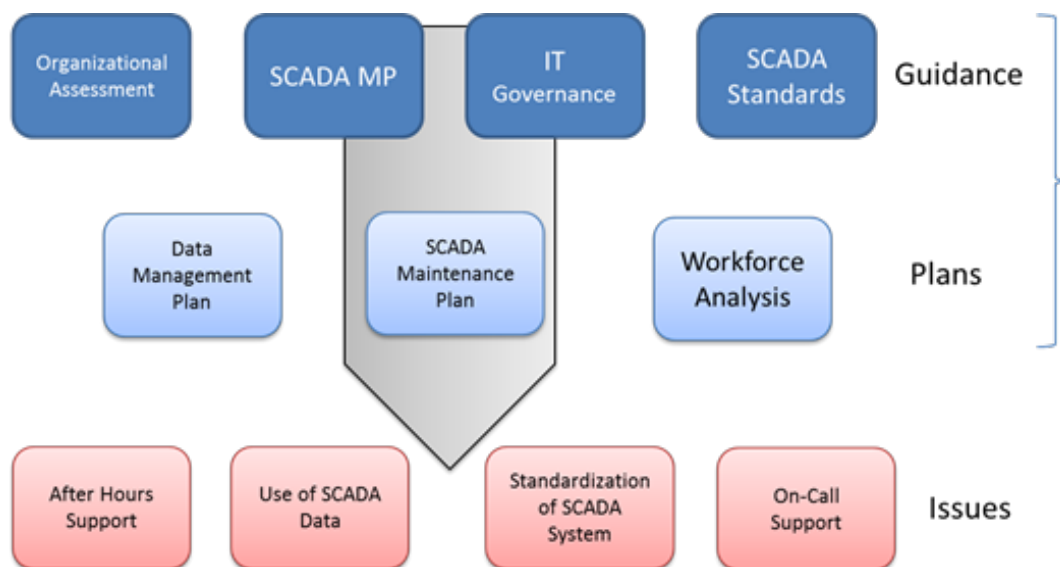 Organizational
Assessment
SCADA MP
IT
Governance
SCADA
Standards
Guidance
Data
Management
Plan
SCADA
Maintenance
Plan
Workforce
Analysis
Plans
After Hours
Support
Use of SCADA
Data
Standardization
of SCADA
System
On-Call
Support
Issues